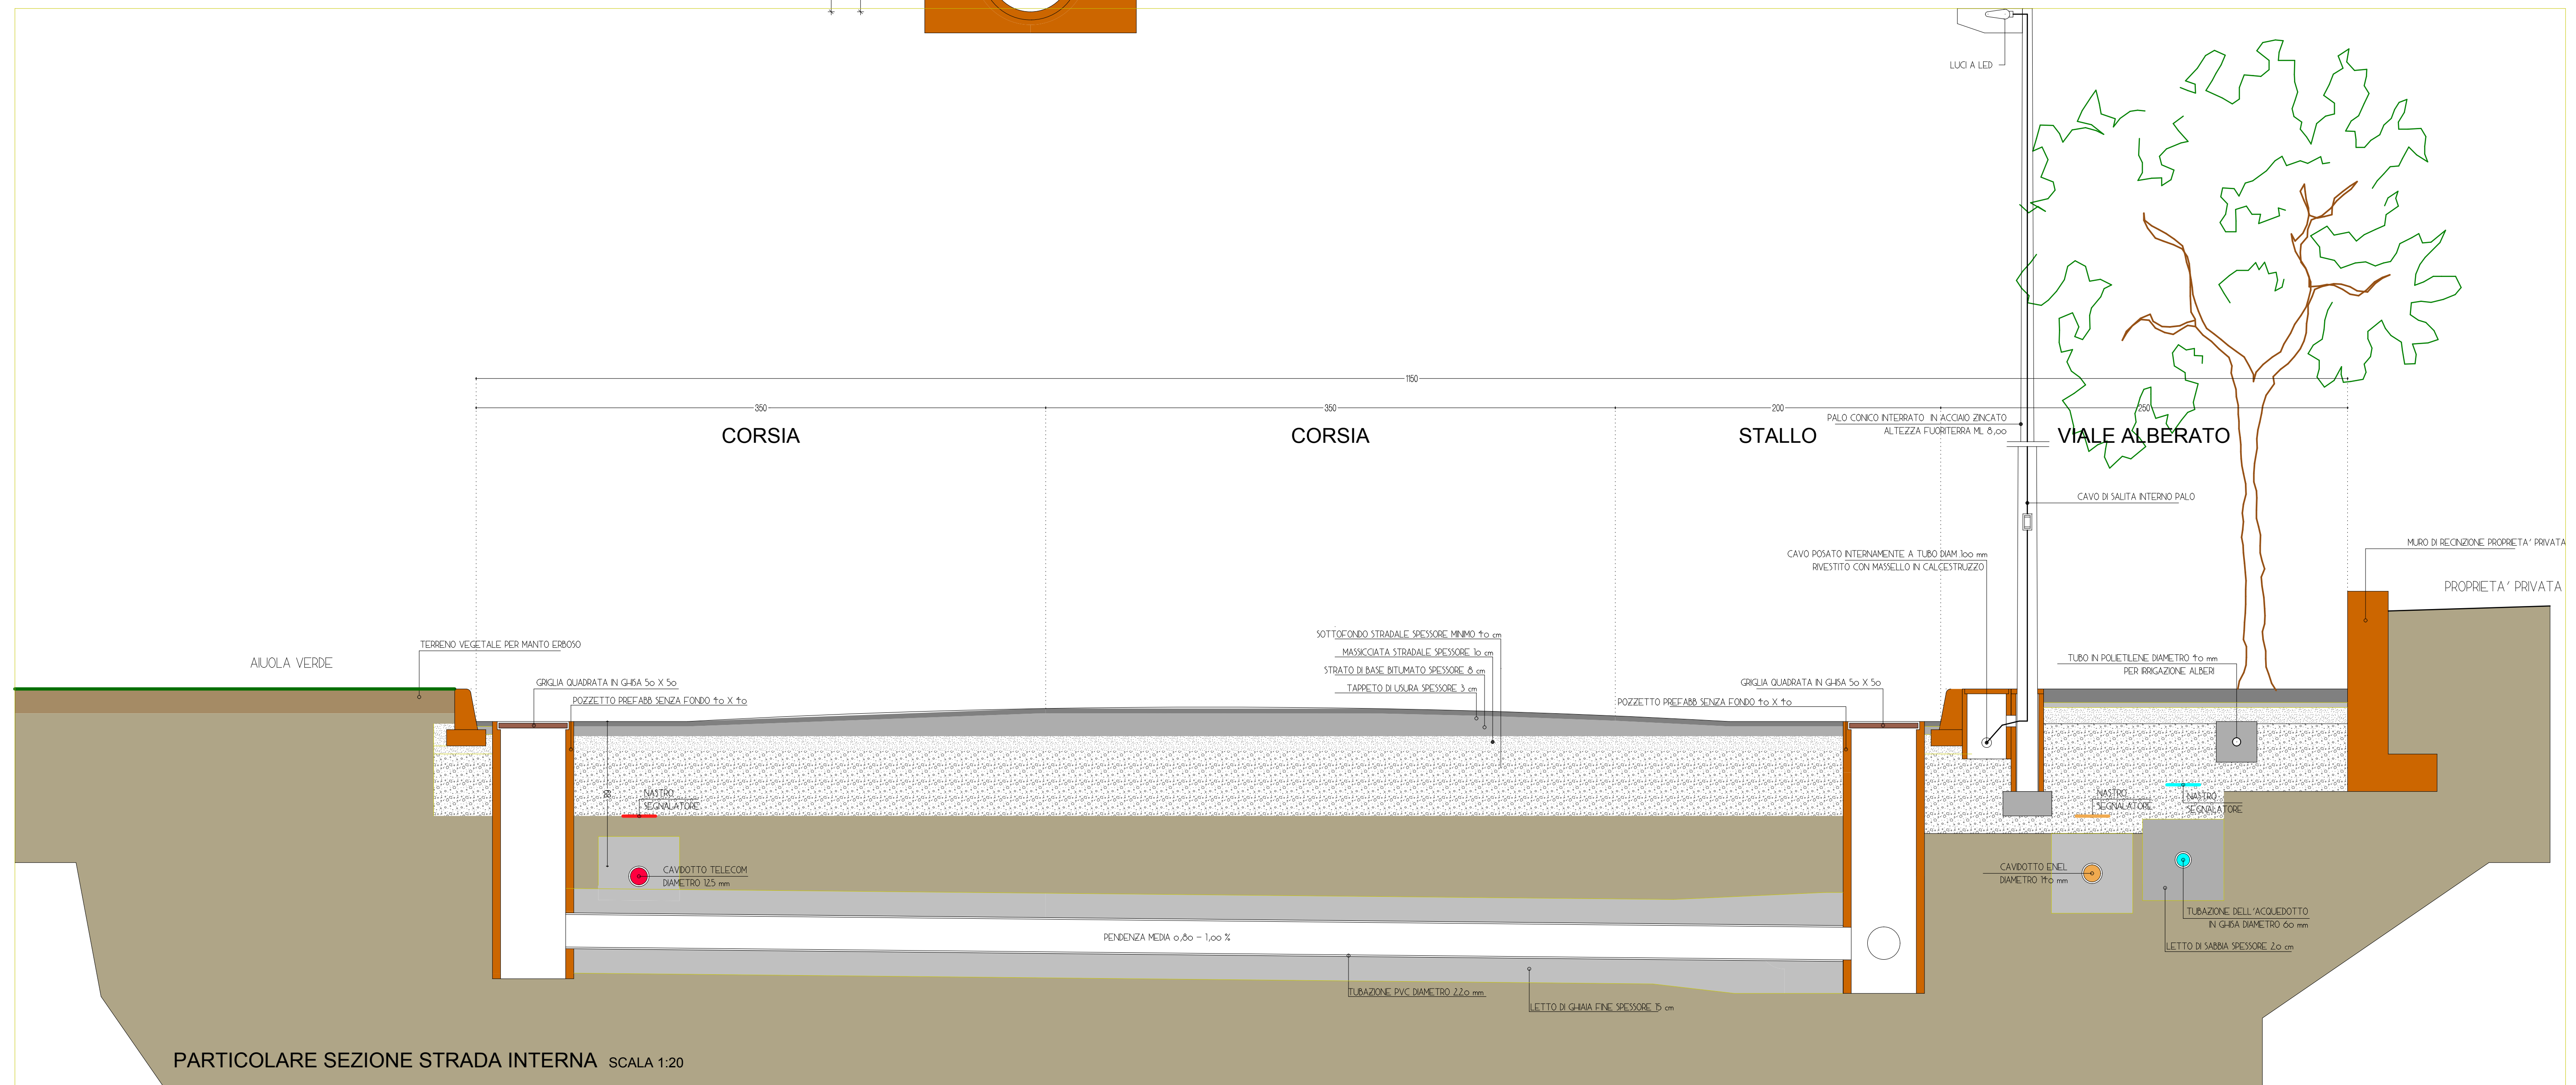 LUCI A LED
1150
350
350
200
250
CORSIA
CORSIA
STALLO
VIALE ALBERATO
PALO CONICO INTERRATO IN ACCIAIO ZINCATO
ALTEZZA FUORITERRA ML 8,00
CAVO DI SALITA INTERNO PALO
CAVO POSATO INTERNAMENTE A TUBO DIAM 100 mm
RIVESTITO CON MASSELLO IN CALCESTRUZZO
MURO DI RECINZIONE PROPRIETA' PRIVATA
PROPRIETA' PRIVATA
TERRENO VEGETALE PER MANTO ERBOSO
AIUOLA VERDE
SOTTOFONDO STRADALE SPESSORE MINIMO 40 cm
MASSICCIATA STRADALE SPESSORE 10 cm
STRATO DI BASE BITUMATO SPESSORE 8 cm
TAPPETO DI USURA SPESSORE 3 cm
TUBO IN POLIETILENE DIAMETRO 40 mm
PER IRRIGAZIONE ALBERI
GRIGLIA QUADRATA IN GHISA 50 X 50
POZZETTO PREFABB SENZA FONDO 40 X 40
GRIGLIA QUADRATA IN GHISA 50 X 50
POZZETTO PREFABB SENZA FONDO 40 X 40
NASTRO
SEGNALATORE
NASTRO
SEGNALATORE
NASTRO
SEGNALATORE
CAVIDOTTO TELECOM
DIAMETRO 125 mm
CAVIDOTTO ENEL
DIAMETRO 140 mm
TUBAZIONE DELL'ACQUEDOTTO
IN GHISA DIAMETRO 60 mm
LETTO DI SABBIA SPESSORE 20 cm
PENDENZA MEDIA 0,80 - 1,00 %
TUBAZIONE PVC DIAMETRO 220 mm
LETTO DI GHIAIA FINE SPESSORE 15 cm
PARTICOLARE SEZIONE STRADA INTERNA SCALA 1:20